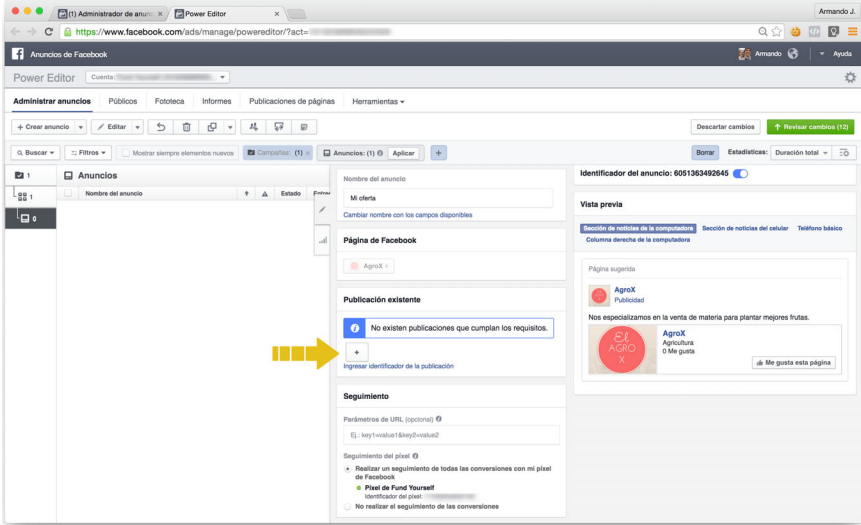 (1) Administrador de anunc
Power Editor
Armando J.
https://www.facebook.com/ads/manage/powereditor/?act=
Anuncios de Facebook
Armando
Ayuda
Power Editor
Cuenta:
Administrar anuncios
Públicos
Fototeca
Informes
Publicaciones de páginas
Herramientas
+ Crear anuncio
Editar
Descartar cambios
Revisar cambios (12)
Buscar
Filtros
Mostrar siempre elementos nuevos
Campañas: (1)
Anuncios: (1)
Aplicar
+
Borrar
Estadísticas:
Duración total
1
1
0
Anuncios
Nombre del anuncio
Estado
Nombre del anuncio
Mi oferta
Cambiar nombre con los campos disponibles
Página de Facebook
AgroX
Publicación existente
No existen publicaciones que cumplan los requisitos.
+
Ingresar identificador de la publicación
Seguimiento
Parámetros de URL (opcional)
Ej.: key1=value1&key2=value2
Seguimiento del píxel
Realizar un seguimiento de todas las conversiones con mi píxel
de Facebook
Píxel de Fund Yourself
Identificador del píxel:
No realizar el seguimiento de las conversiones
Identificador del anuncio: 6051363492645
Vista previa
Sección de noticias de la computadora
Sección de noticias del celular
Teléfono básico
Columna derecha de la computadora
Página sugerida
AgroX
Publicidad
Nos especializamos en la venta de materia para plantar mejores frutas.
El
AGRO
X
AgroX
Agricultura
0 Me gusta
Me gusta esta página